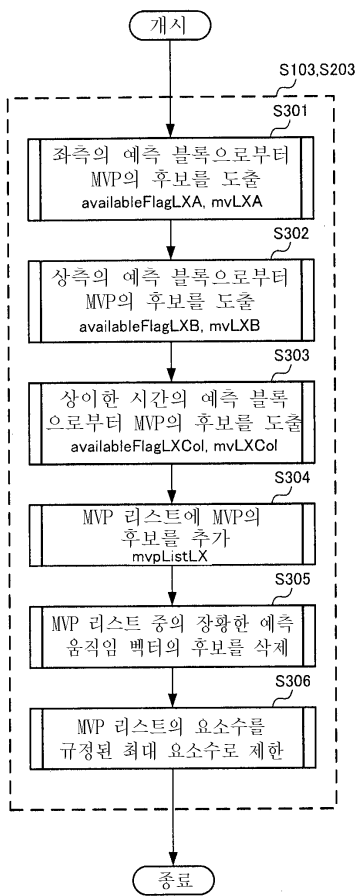 개시
S103,S203
S301
좌측의 예측 블록으로부터
MVP의 후보를 도출
availableFlagLXA, mvLXA
S302
상측의 예측 블록으로부터
MVP의 후보를 도출
availableFlagLXB, mvLXB
S303
상이한 시간의 예측 블록
으로부터 MVP의 후보를 도출
availableFlagLXCol, mvLXCol
S304
MVP 리스트에 MVP의
후보를 추가
mvpListLX
S305
MVP 리스트 중의 장황한 예측
움직임 벡터의 후보를 삭제
S306
MVP 리스트의 요소수를
규정된 최대 요소수로 제한
종료